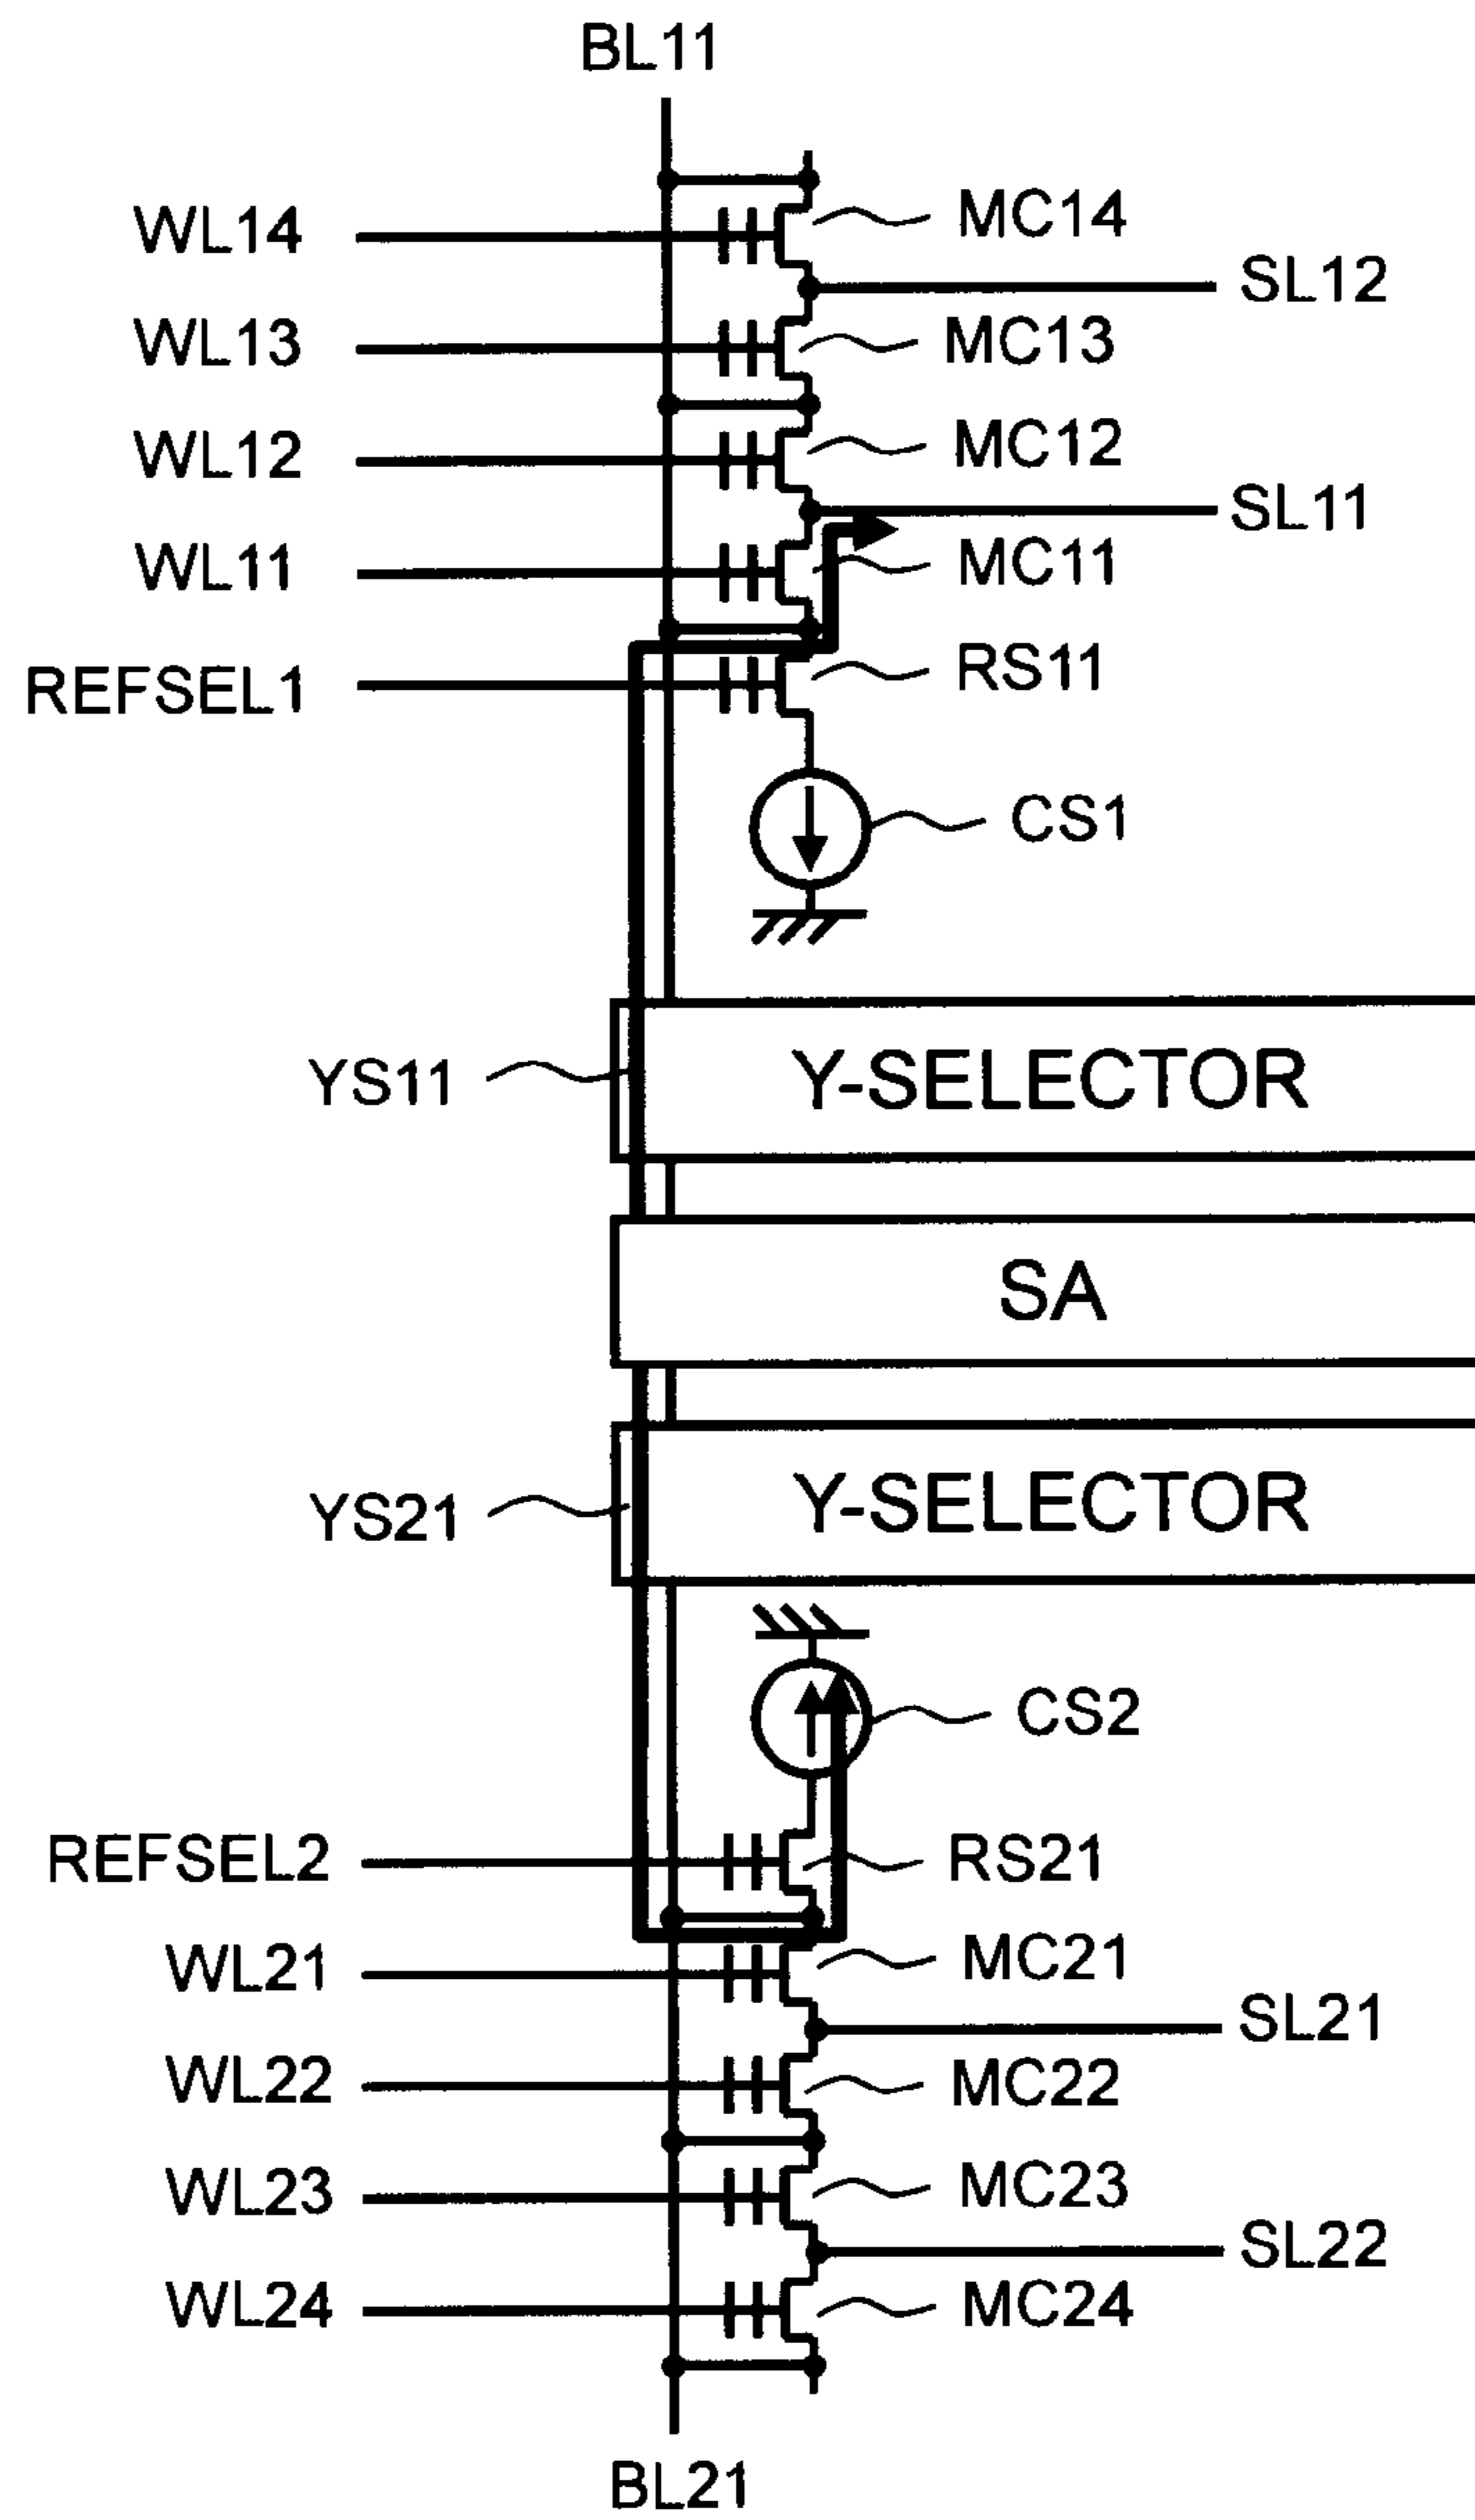 BL11
WL14
MC14
SL12
WL13
MC13
WL12
MC12
SL11
WL11
MC11
REFSEL1
RS11
CS1
YS11
Y-SELECTOR
SA
YS21
Y-SELECTOR
CS2
REFSEL2
RS21
WL21
MC21
SL21
WL22
MC22
WL23
MC23
SL22
WL24
MC24
BL21